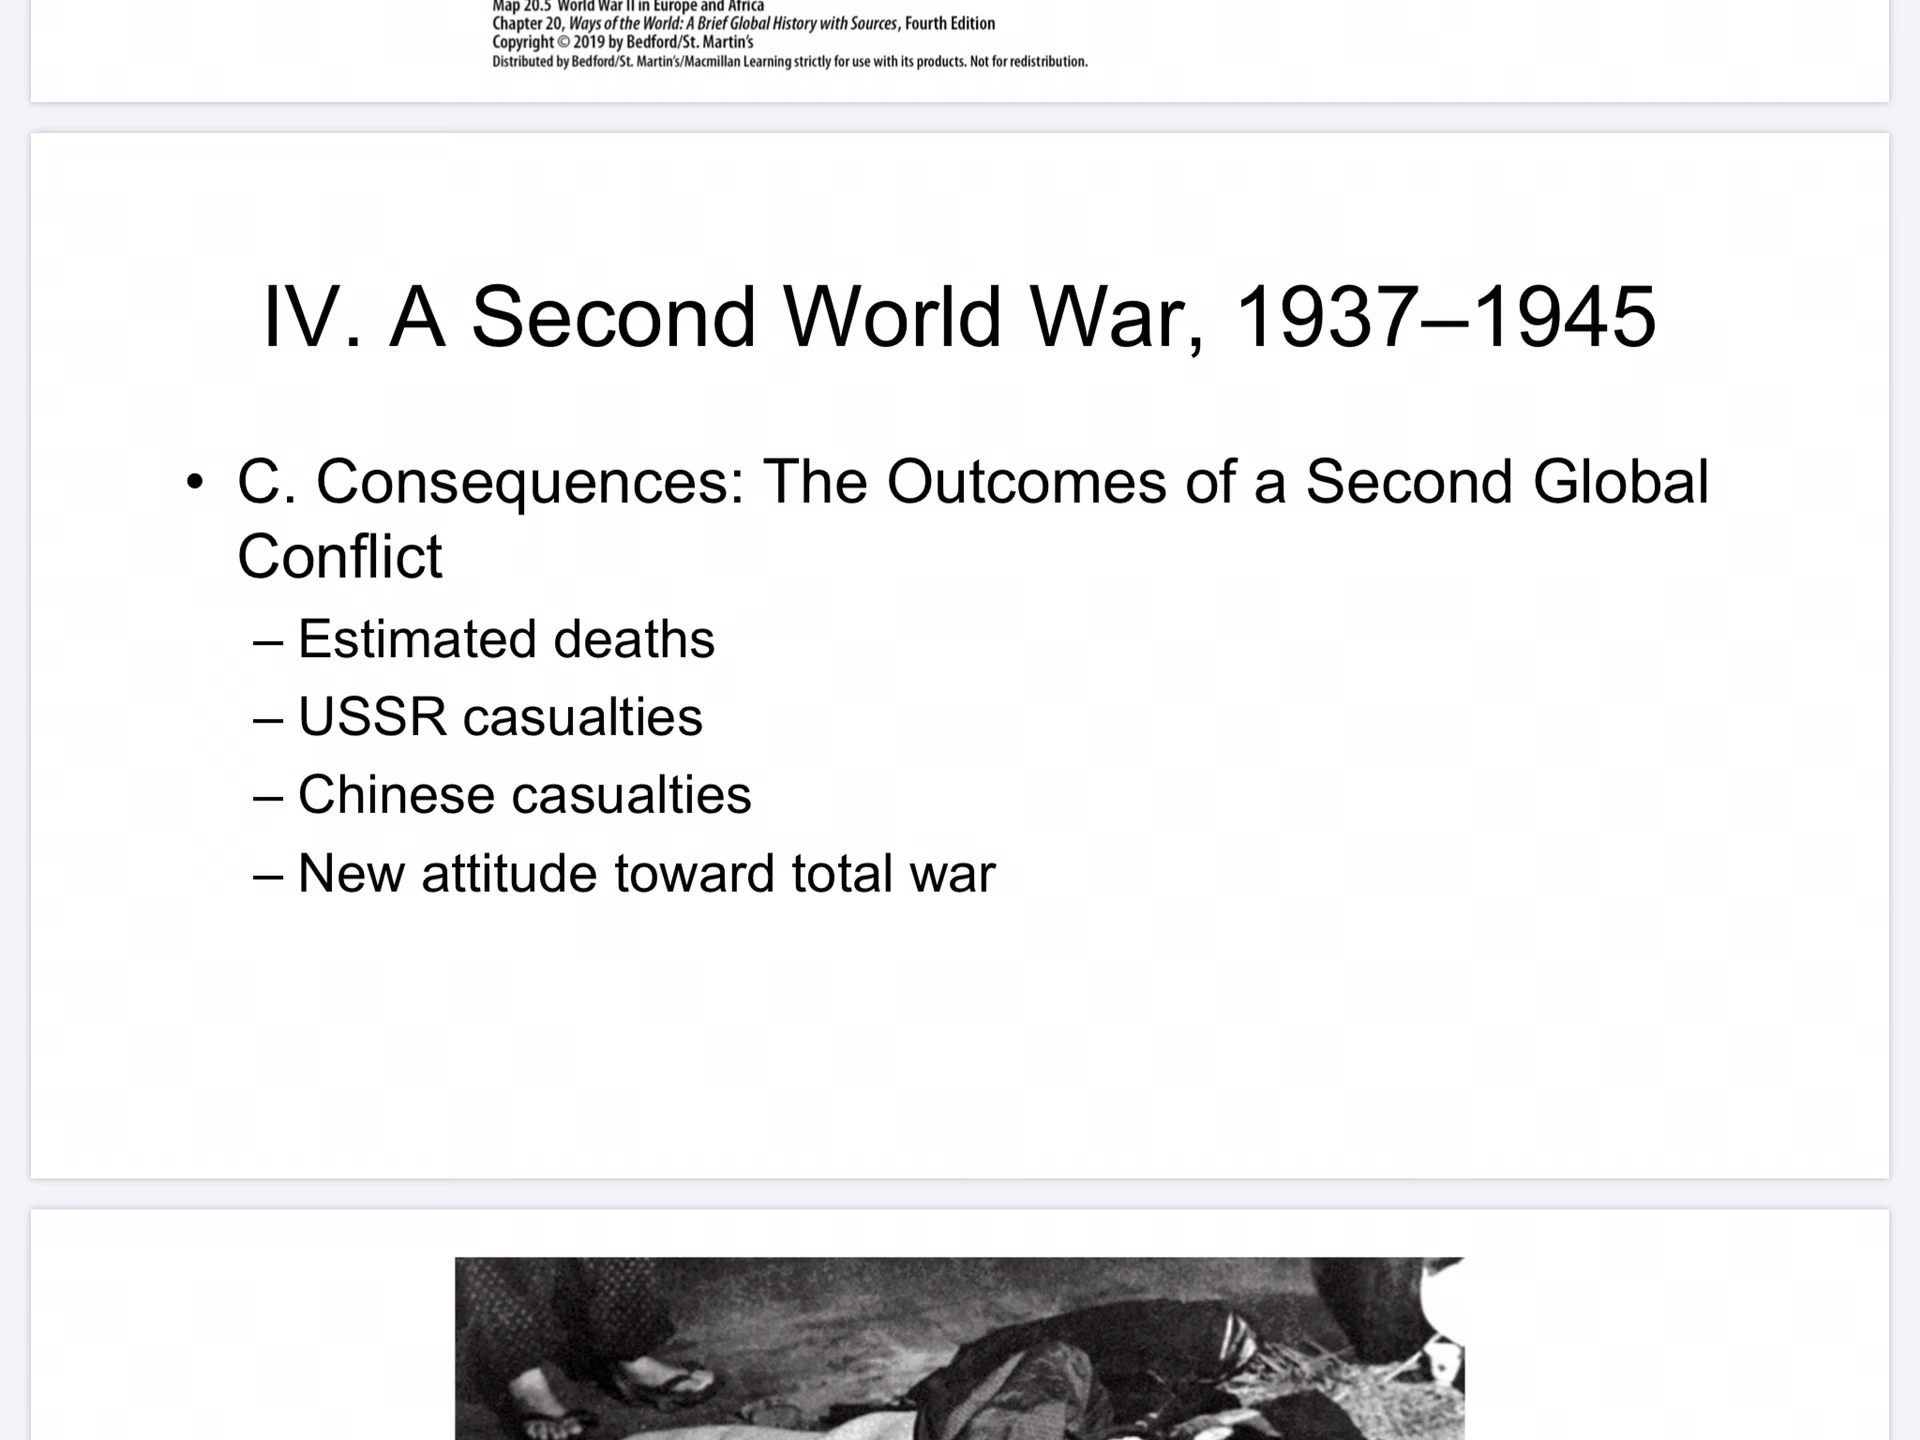 Map 20.5 World War II in Europe and Africa
Chapter 20, Ways of the World: A Brief Global History with Sources, Fourth Edition
Copyright © 2019 by Bedford/St. Martin's
Distributed by Bedford/St. Martin's/Macmillan Learning strictly for use with its products. Not for redistribution.
IV. A Second World War, 1937–1945
• C. Consequences: The Outcomes of a Second Global
Conflict
– Estimated deaths
– USSR casualties
– Chinese casualties
– New attitude toward total war